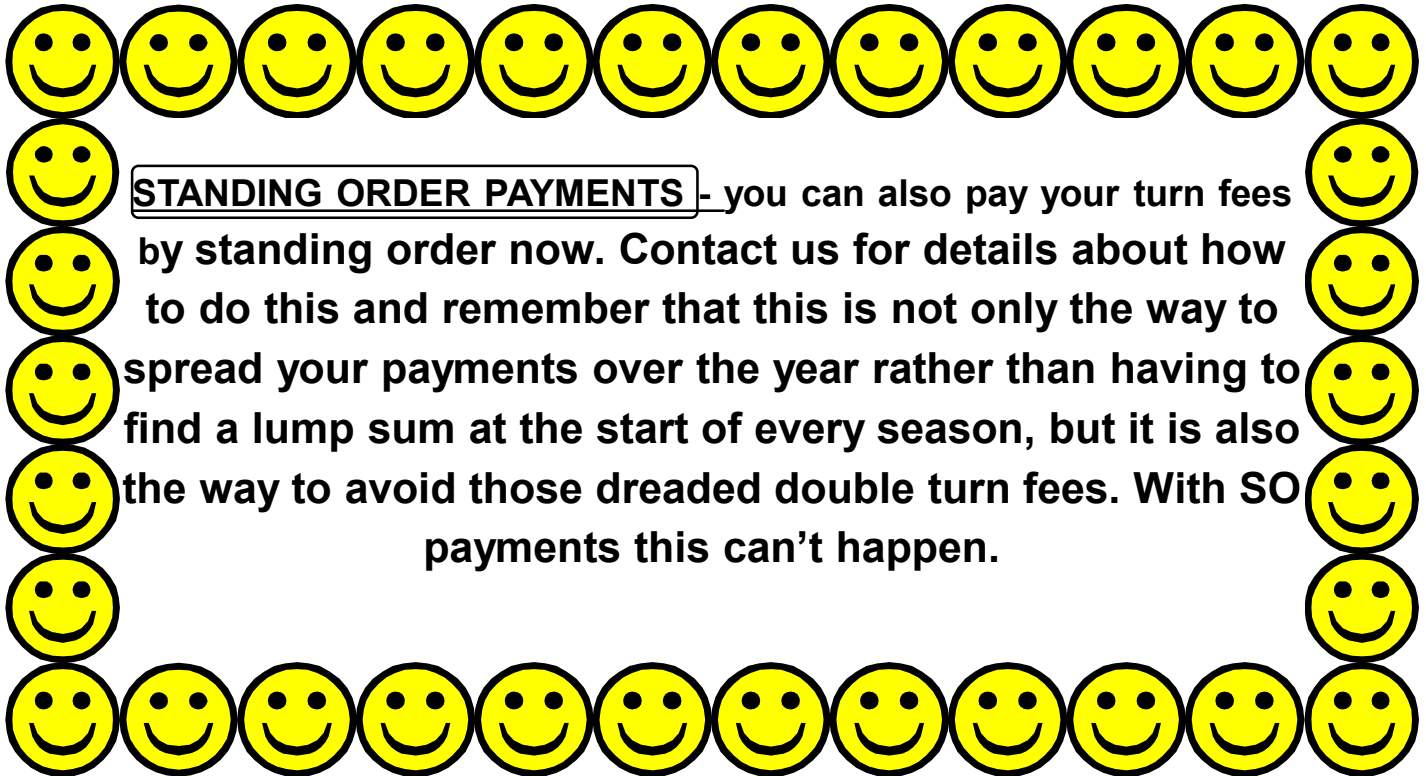 STANDING ORDER PAYMENTS - you can also pay your turn fees
by standing order now. Contact us for details about how
to do this and remember that this is not only the way to
spread your payments over the year rather than having to
find a lump sum at the start of every season, but it is also
the way to avoid those dreaded double turn fees. With SO
payments this can’t happen.